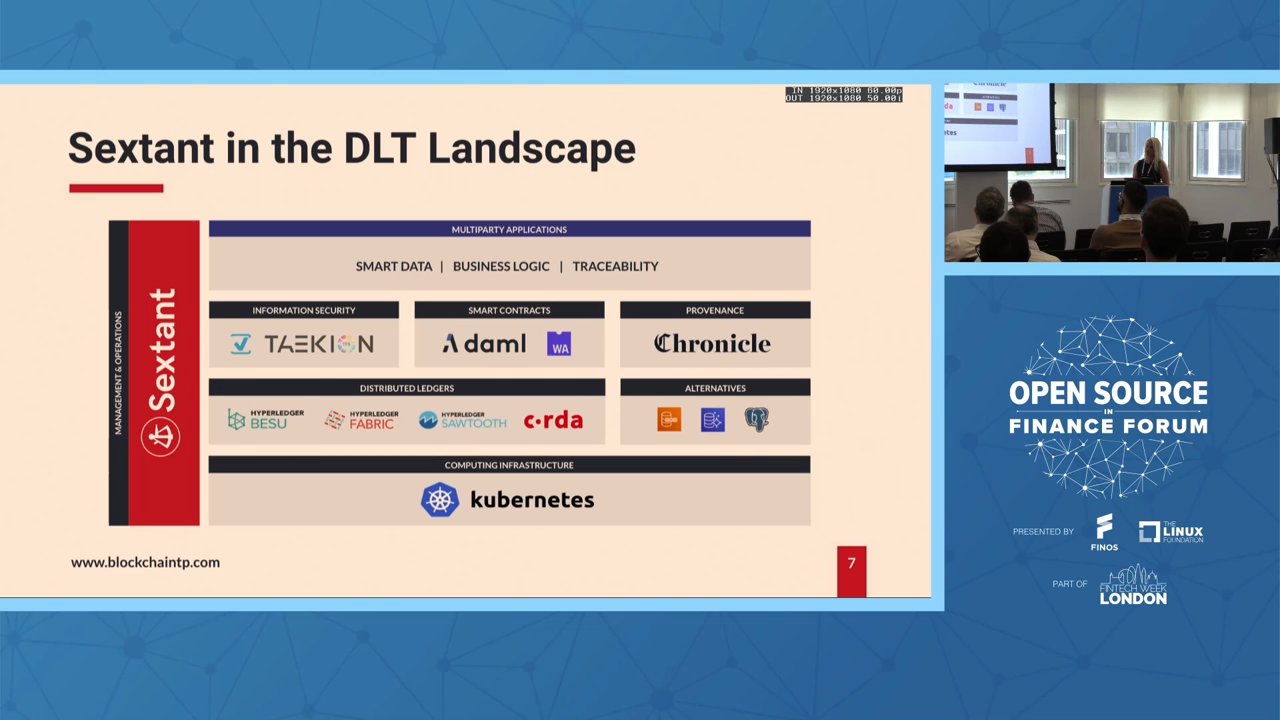 IN 1920x1080 60.00p
OUT 1920x1080 50.00i
Sextant in the DLT Landscape
MANAGEMENT & OPERATIONS
Sextant
MULTIPARTY APPLICATIONS
SMART DATA | BUSINESS LOGIC | TRACEABILITY
INFORMATION SECURITY
TAEKION
SMART CONTRACTS
daml
WA
PROVENANCE
Chronicle
DISTRIBUTED LEDGERS
HYPERLEDGER
BESU
HYPERLEDGER
FABRIC
HYPERLEDGER
SAWTOOTH
c·rda
ALTERNATIVES
COMPUTING INFRASTRUCTURE
kubernetes
www.blockchaintp.com
7
OPEN SOURCE
IN
FINANCE FORUM
PRESENTED BY
FINOS
THE
LINUX
FOUNDATION
PART OF
FINTECH WEEK
LONDON